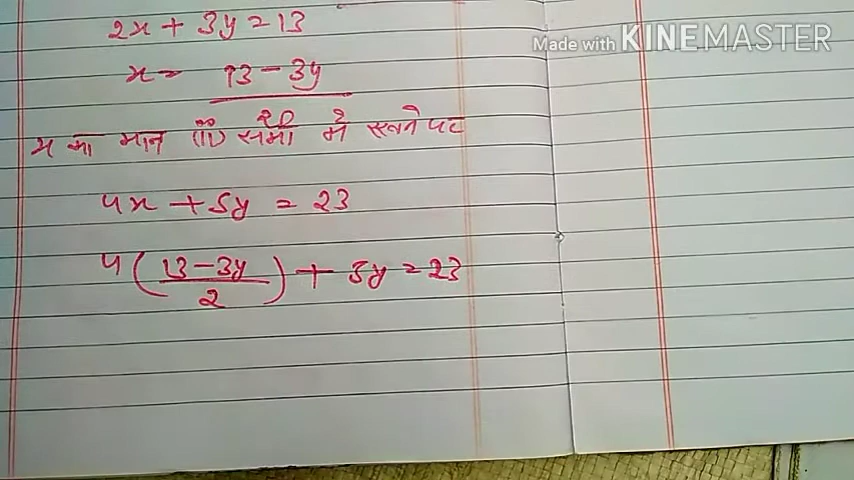 Made with KINEMASTER
2x + 3y = 13
x = 13 - 3y
2
x का मान (ii) समी में रखने पर
4x + 5y = 23
4 ( 13 - 3y / 2 ) + 5y = 23